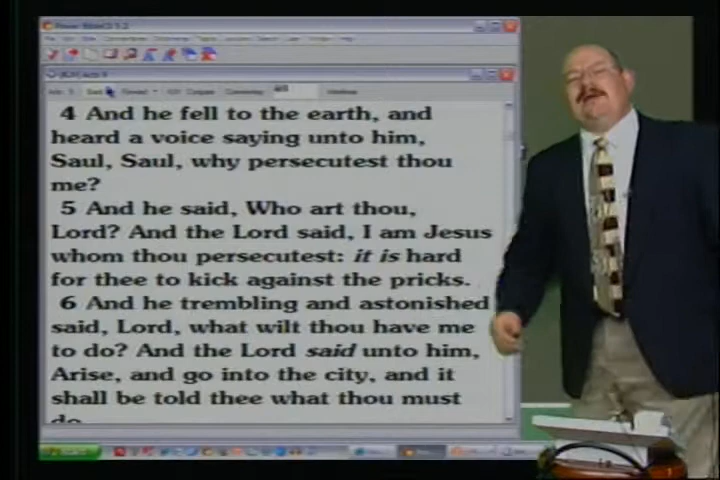 4 And he fell to the earth, and
heard a voice saying unto him,
Saul, Saul, why persecutest thou
me?
5 And he said, Who art thou,
Lord? And the Lord said, I am Jesus
whom thou persecutest: it is hard
for thee to kick against the pricks.
6 And he trembling and astonished
said, Lord, what wilt thou have me
to do? And the Lord said unto him,
Arise, and go into the city, and it
shall be told thee what thou must
do